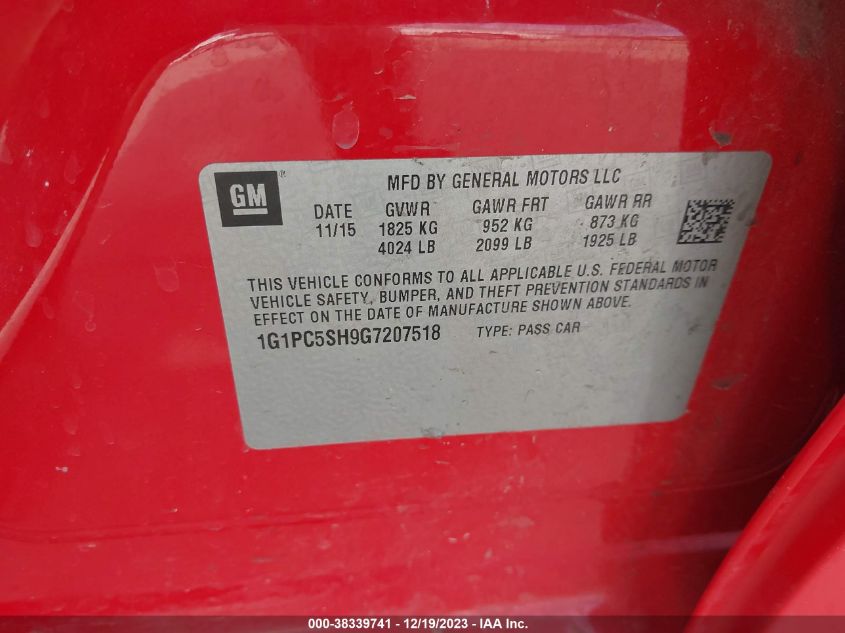 GM
MFD BY GENERAL MOTORS LLC
DATE GVWR GAWR FRT GAWR RR
11/15 1825 KG 952 KG 873 KG
4024 LB 2099 LB 1925 LB
THIS VEHICLE CONFORMS TO ALL APPLICABLE U.S. FEDERAL MOTOR
VEHICLE SAFETY, BUMPER, AND THEFT PREVENTION STANDARDS IN
EFFECT ON THE DATE OF MANUFACTURE SHOWN ABOVE.
1G1PC5SH9G7207518 TYPE: PASS CAR
000-38339741 - 12/19/2023 - IAA Inc.